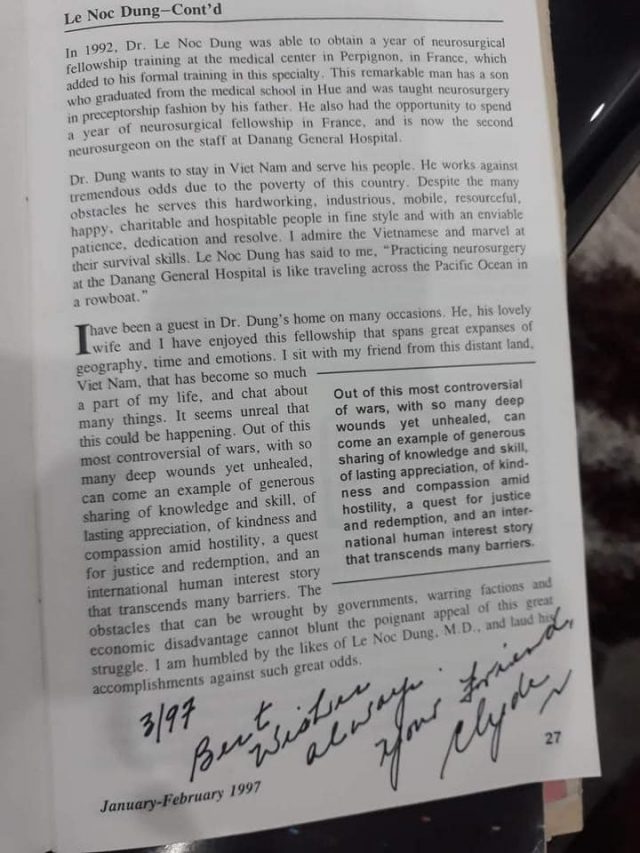 Le Noc Dung—Cont'd
In 1992, Dr. Le Noc Dung was able to obtain a year of neurosurgical
fellowship training at the medical center in Perpignon, in France, which
added to his formal training in this specialty. This remarkable man has a son
who graduated from the medical school in Hue and was taught neurosurgery
in preceptorship fashion by his father. He also had the opportunity to spend
a year of neurosurgical fellowship in France, and is now the second
neurosurgeon on the staff at Danang General Hospital.
Dr. Dung wants to stay in Viet Nam and serve his people. He works against
tremendous odds due to the poverty of this country. Despite the many
obstacles he serves this hardworking, industrious, mobile, resourceful,
happy, charitable and hospitable people in fine style and with an enviable
patience, dedication and resolve. I admire the Vietnamese and marvel at
their survival skills. Le Noc Dung has said to me, “Practicing neurosurgery
at the Danang General Hospital is like traveling across the Pacific Ocean in
a rowboat.”
I have been a guest in Dr. Dung's home on many occasions. He, his lovely
wife and I have enjoyed this fellowship that spans great expanses of
geography, time and emotions. I sit with my friend from this distant land,
Viet Nam, that has become so much
a part of my life, and chat about
many things. It seems unreal that
this could be happening. Out of this
most controversial of wars, with so
many deep wounds yet unhealed,
can come an example of generous
sharing of knowledge and skill, of
lasting appreciation, of kindness and
compassion amid hostility, a quest
for justice and redemption, and an
international human interest story
that transcends many barriers. The
obstacles that can be wrought by governments, warring factions and
economic disadvantage cannot blunt the poignant appeal of this great
struggle. I am humbled by the likes of Le Noc Dung, M.D., and laud his
accomplishments against such great odds.
Out of this most controversial
of wars, with so many deep
wounds yet unhealed, can
come an example of generous
sharing of knowledge and skill,
of lasting appreciation, of kind-
ness and compassion amid
hostility, a quest for justice
and redemption, and an inter-
national human interest story
that transcends many barriers.
3/97
Best Wishes always.
Your Friend,
Clyde
27
January-February 1997